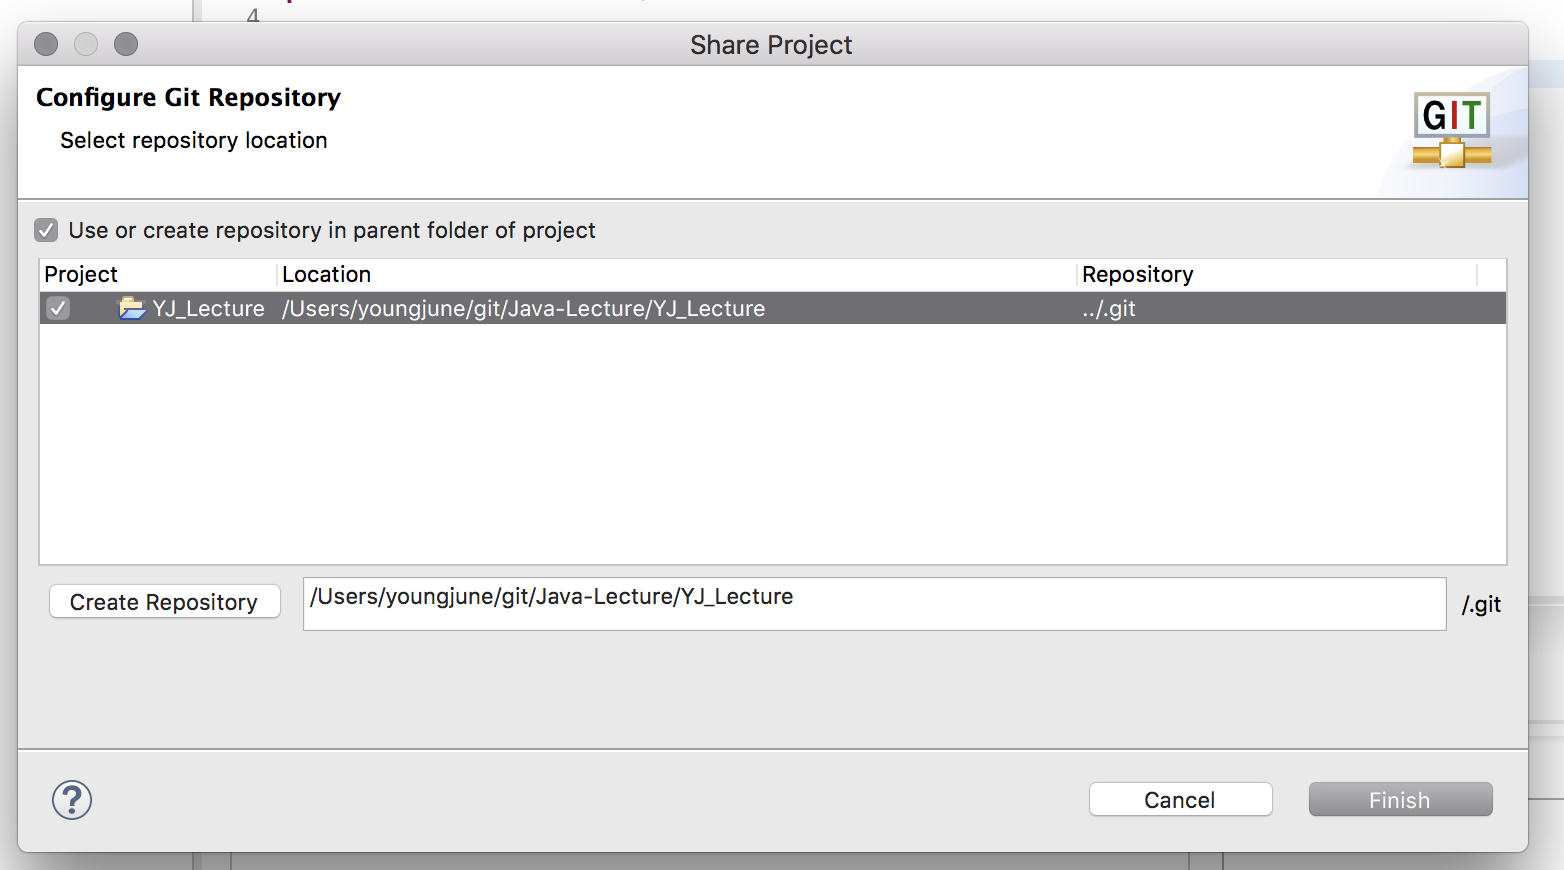 4
Share Project
Configure Git Repository
Select repository location
GIT
Use or create repository in parent folder of project
Project Location Repository
YJ_Lecture /Users/youngjune/git/Java-Lecture/YJ_Lecture ../.git
Create Repository /Users/youngjune/git/Java-Lecture/YJ_Lecture /.git
? Cancel Finish